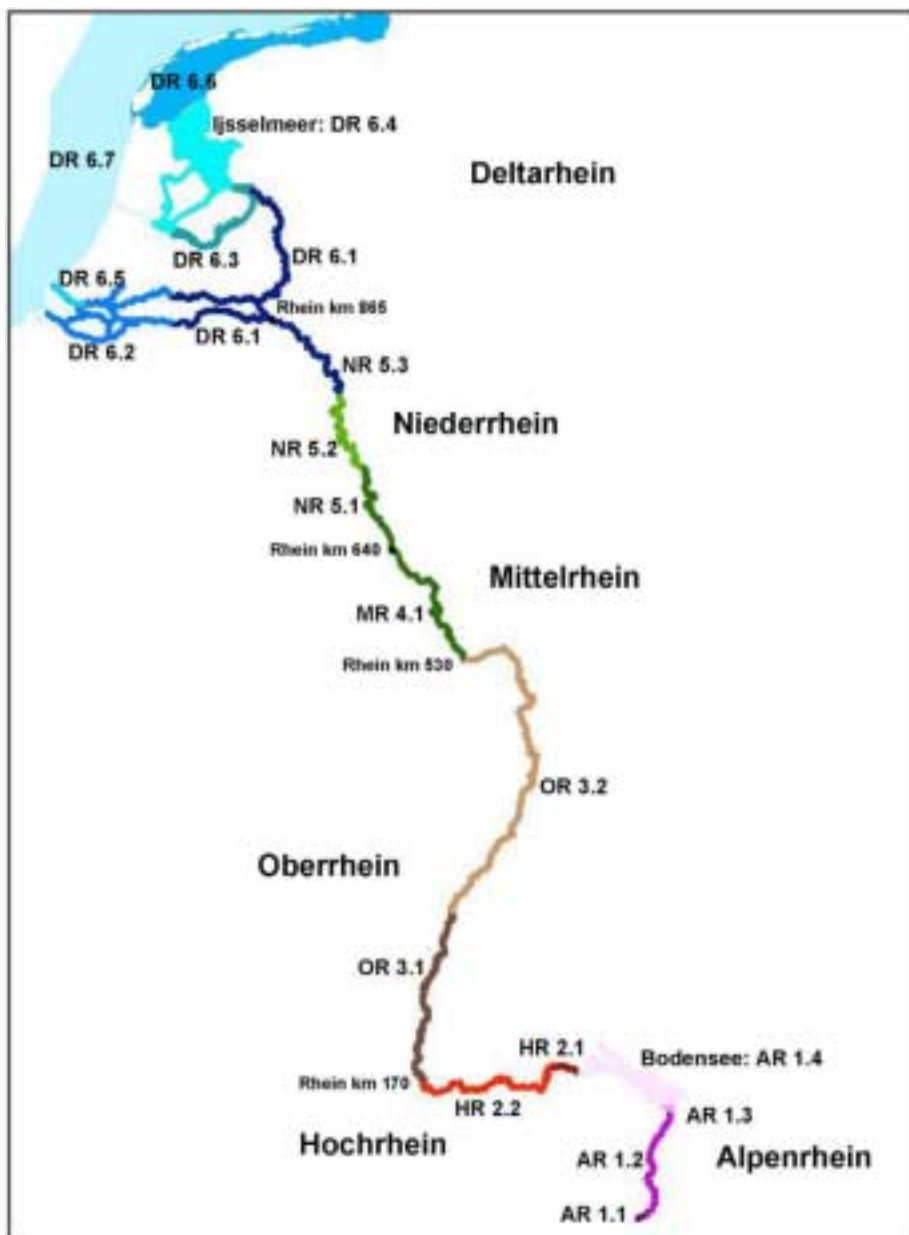 DR 6.6
Ijsselmeer: DR 6.4
DR 6.7
Deltarhein
DR 6.3
DR 6.1
DR 6.5
Rhein km 865
DR 6.1
DR 6.2
NR 5.3
Niederrhein
NR 5.2
NR 5.1
Rhein km 640
Mittelrhein
MR 4.1
Rhein km 530
OR 3.2
Oberrhein
OR 3.1
HR 2.1
Bodensee: AR 1.4
Rhein km 170
HR 2.2
AR 1.3
Hochrhein
AR 1.2
Alpenrhein
AR 1.1